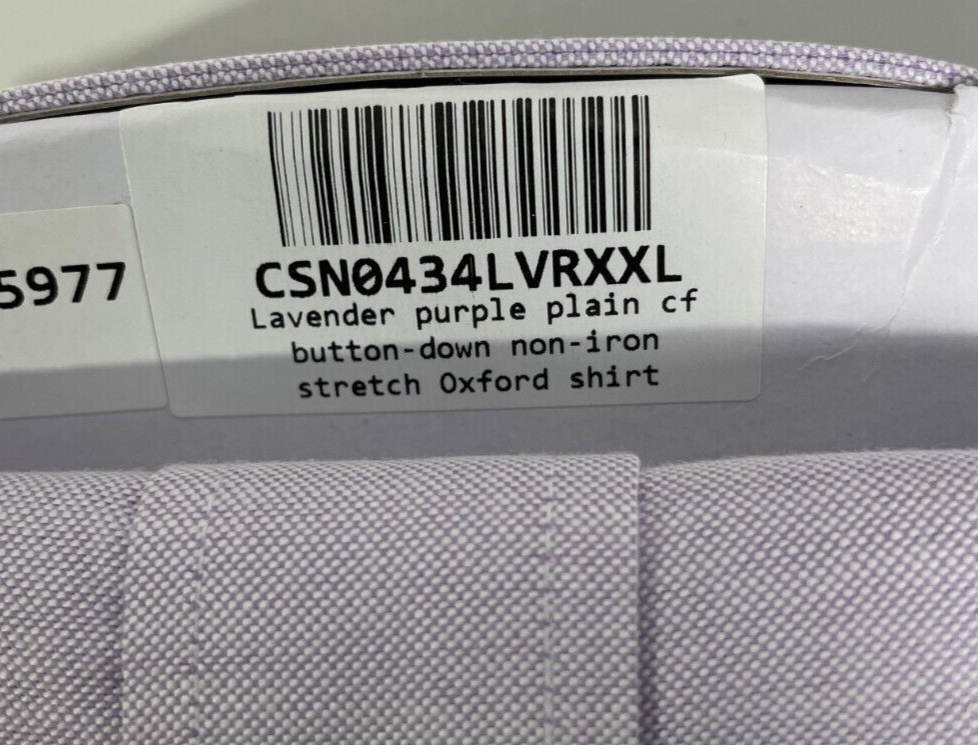 5977
CSN0434LVRXXL
Lavender purple plain cf
button-down non-iron
stretch Oxford shirt